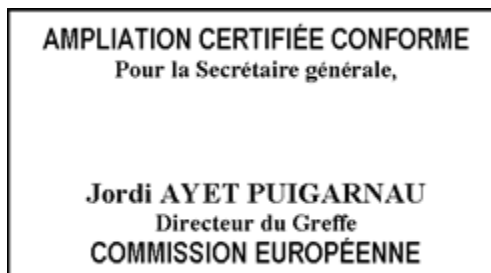 AMPLIATION CERTIFIÉE CONFORME
Pour la Secrétaire générale,
Jordi AYET PUIGARNAU
Directeur du Greffe
COMMISSION EUROPÉENNE